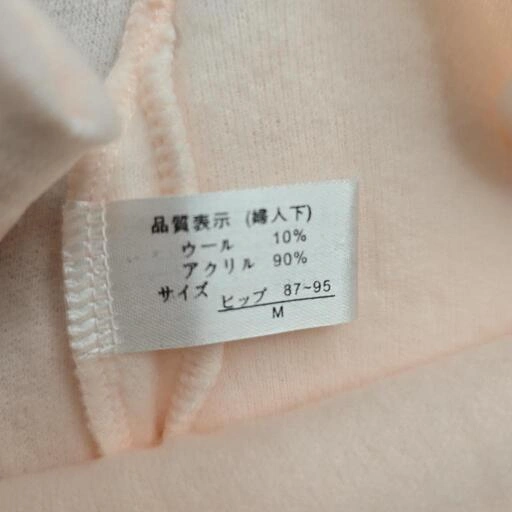 品質表示 (婦人下)
ウール 10%
アクリル 90%
サイズ ヒップ 87~95
M